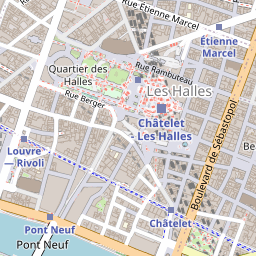 Rue Étienne Marcel
Étienne
Marcel
Quartier des
Halles
Rue Rambuteau
Les Halles
Rue Berger
Châtelet
- Les Halles
Boulevard de Sébastopol
Be
Louvre
— Rivoli
Pont Neuf
Pont Neuf
Châtelet